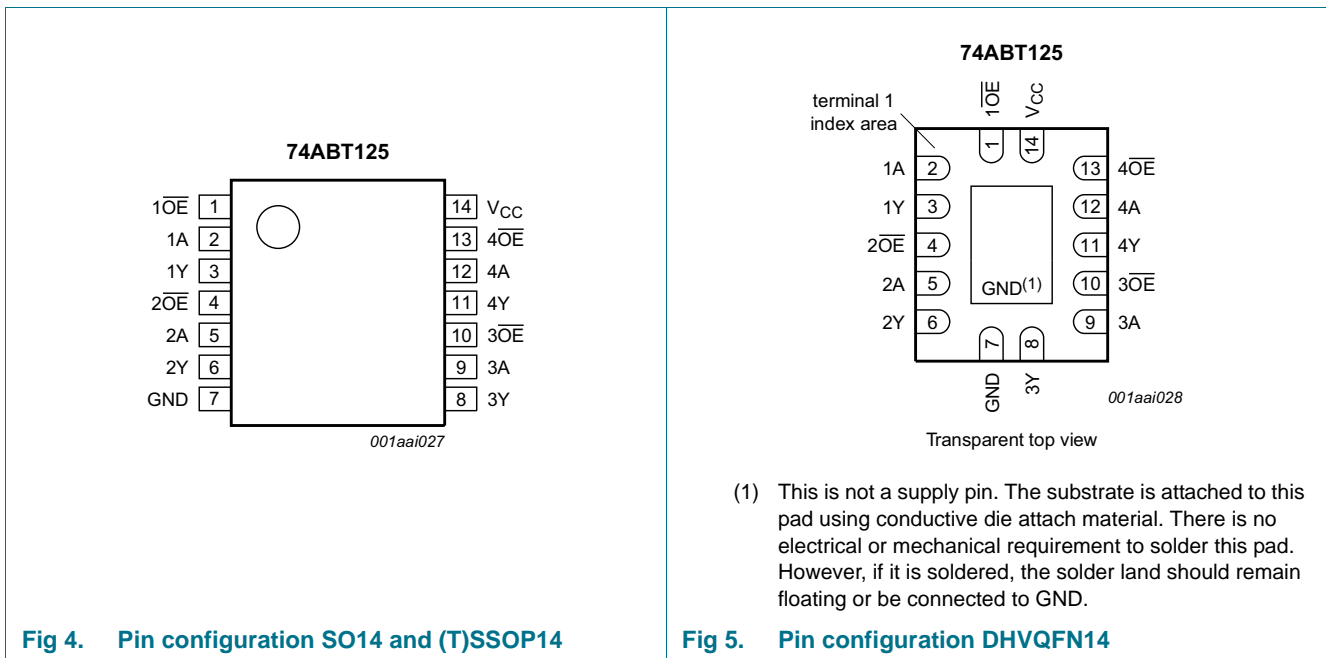 74ABT125
1OE 1
1A 2
1Y 3
2OE 4
2A 5
2Y 6
GND 7
14 VCC
13 4OE
12 4A
11 4Y
10 3OE
9 3A
8 3Y
001aai027
Fig 4. Pin configuration SO14 and (T)SSOP14
74ABT125
terminal 1
index area
1OE
VCC
1
14
1A 2
1Y 3
2OE 4
2A 5
2Y 6
13 4OE
12 4A
11 4Y
10 3OE
9 3A
GND(1)
7
8
GND
3Y
001aai028
Transparent top view
(1) This is not a supply pin. The substrate is attached to this
pad using conductive die attach material. There is no
electrical or mechanical requirement to solder this pad.
However, if it is soldered, the solder land should remain
floating or be connected to GND.
Fig 5. Pin configuration DHVQFN14